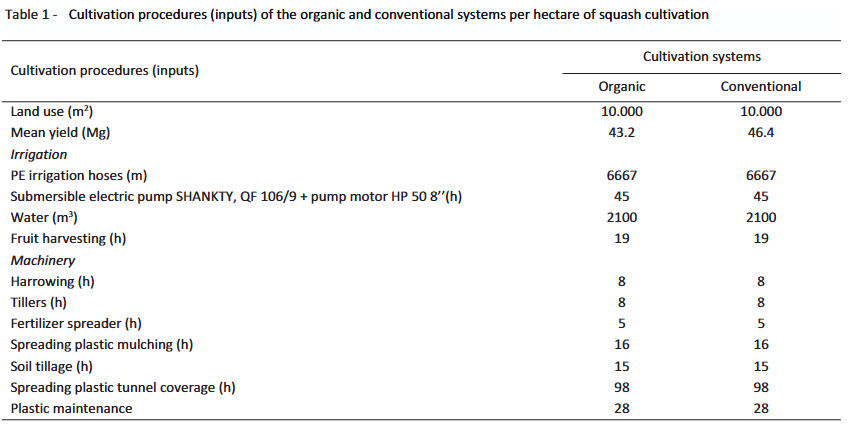 Table 1 - Cultivation procedures (inputs) of the organic and conventional systems per hectare of squash cultivation
Cultivation procedures (inputs) Cultivation systems
Organic Conventional
Land use (m²) 10.000 10.000
Mean yield (Mg) 43.2 46.4
Irrigation
PE irrigation hoses (m) 6667 6667
Submersible electric pump SHANKTY, QF 106/9 + pump motor HP 50 8’’(h) 45 45
Water (m³) 2100 2100
Fruit harvesting (h) 19 19
Machinery
Harrowing (h) 8 8
Tillers (h) 8 8
Fertilizer spreader (h) 5 5
Spreading plastic mulching (h) 16 16
Soil tillage (h) 15 15
Spreading plastic tunnel coverage (h) 98 98
Plastic maintenance 28 28